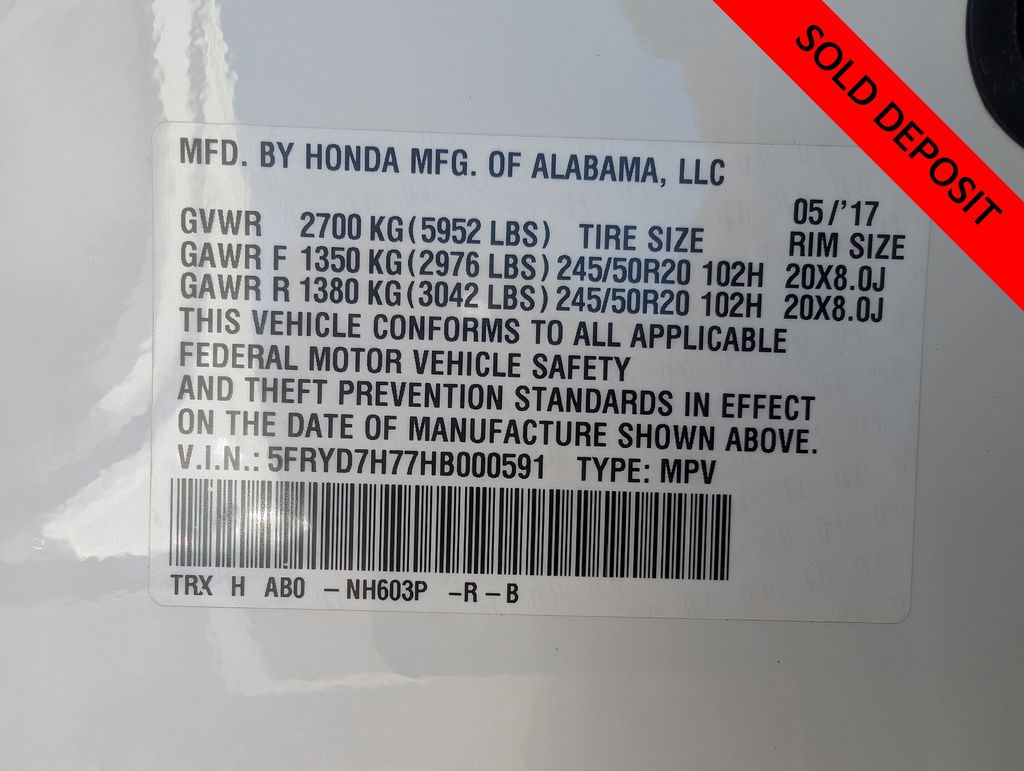 SOLD DEPOSIT
MFD. BY HONDA MFG. OF ALABAMA, LLC
05/'17
GVWR 2700 KG(5952 LBS) TIRE SIZE RIM SIZE
GAWR F 1350 KG(2976 LBS) 245/50R20 102H 20X8.0J
GAWR R 1380 KG(3042 LBS) 245/50R20 102H 20X8.0J
THIS VEHICLE CONFORMS TO ALL APPLICABLE
FEDERAL MOTOR VEHICLE SAFETY
AND THEFT PREVENTION STANDARDS IN EFFECT
ON THE DATE OF MANUFACTURE SHOWN ABOVE.
V.I.N.: 5FRYD7H77HB000591 TYPE: MPV
TRX H AB0 -NH603P -R-B